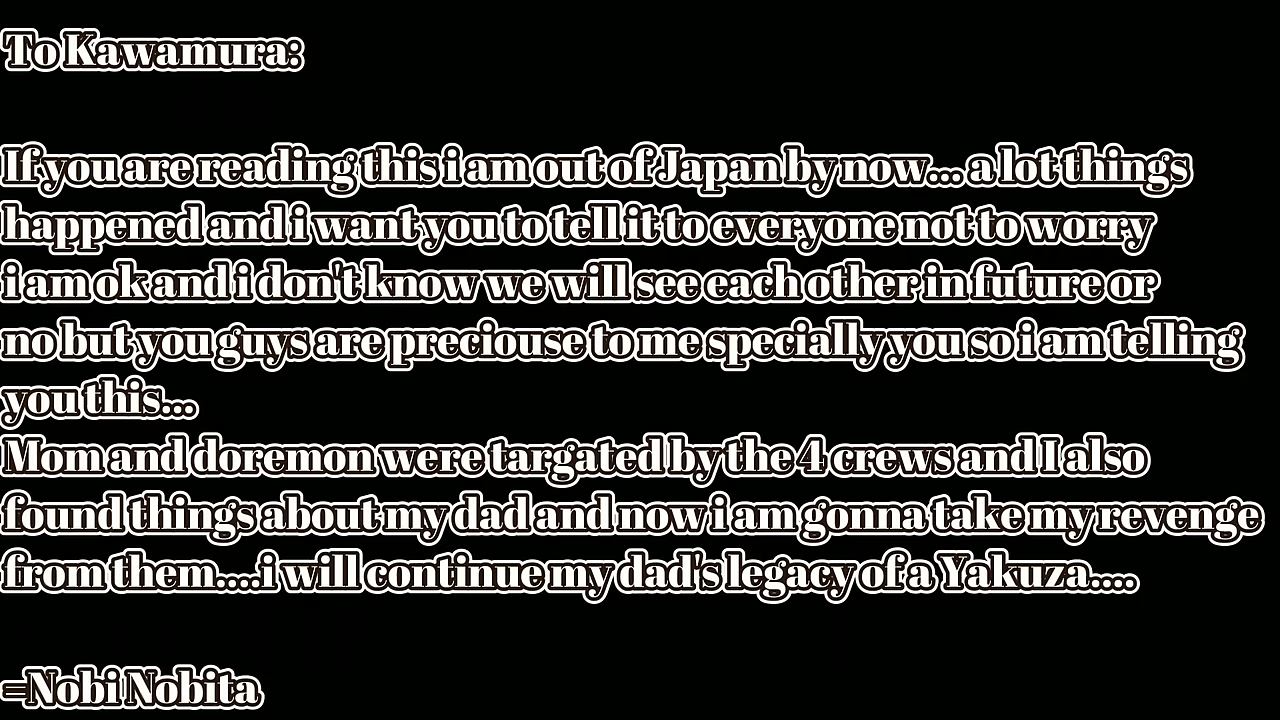 To Kawamura:
If you are reading this i am out of Japan by now... a lot things
happened and i want you to tell it to everyone not to worry
i am ok and i don't know we will see each other in future or
no but you guys are preciouse to me specially you so i am telling
you this...
Mom and doremon were targated by the 4 crews and I also
found things about my dad and now i am gonna take my revenge
from them....i will continue my dad's legacy of a Yakuza....
=Nobi Nobita